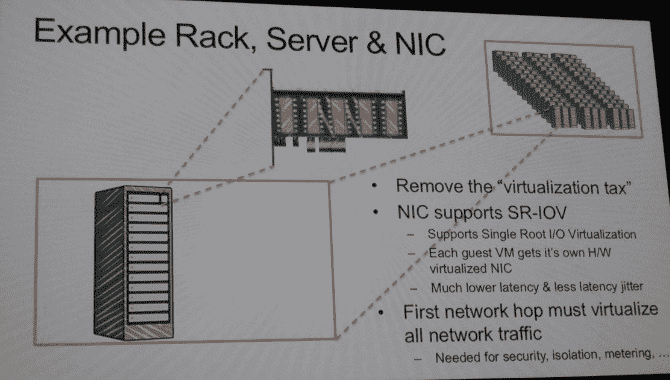 Example Rack, Server & NIC
• Remove the “virtualization tax”
• NIC supports SR-IOV
– Supports Single Root I/O Virtualization
– Each guest VM gets it's own H/W
virtualized NIC
– Much lower latency & less latency jitter
• First network hop must virtualize
all network traffic
– Needed for security, isolation, metering, …